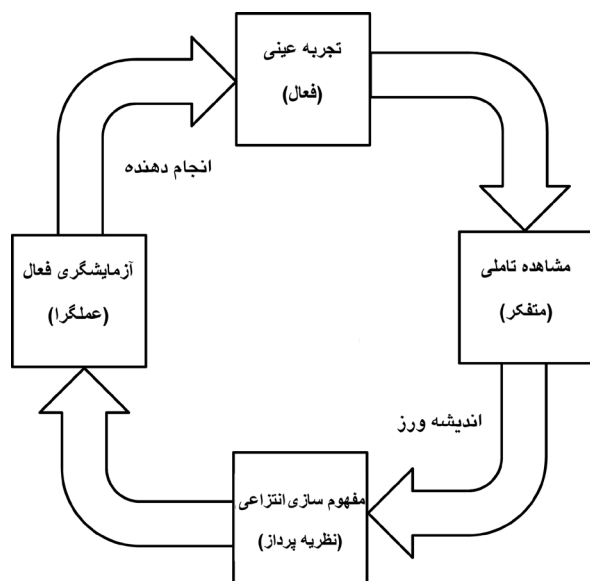 تجربه عینی
(فعال)
انجام دهنده
آزمایشگری فعال
(عملگرا)
مشاهده تاملی
(متفکر)
اندیشه ورز
مفهوم سازی انتزاعی
(نظریه پرداز)